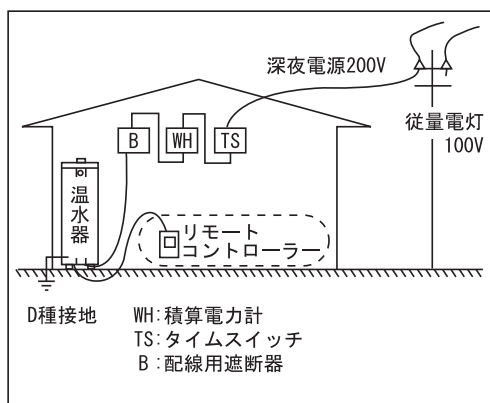 深夜電源200V
従量電灯
100V
B
WH
TS
温水器
リモート
コントローラー
D種接地
WH:積算電力計
TS:タイムスイッチ
B:配線用遮断器